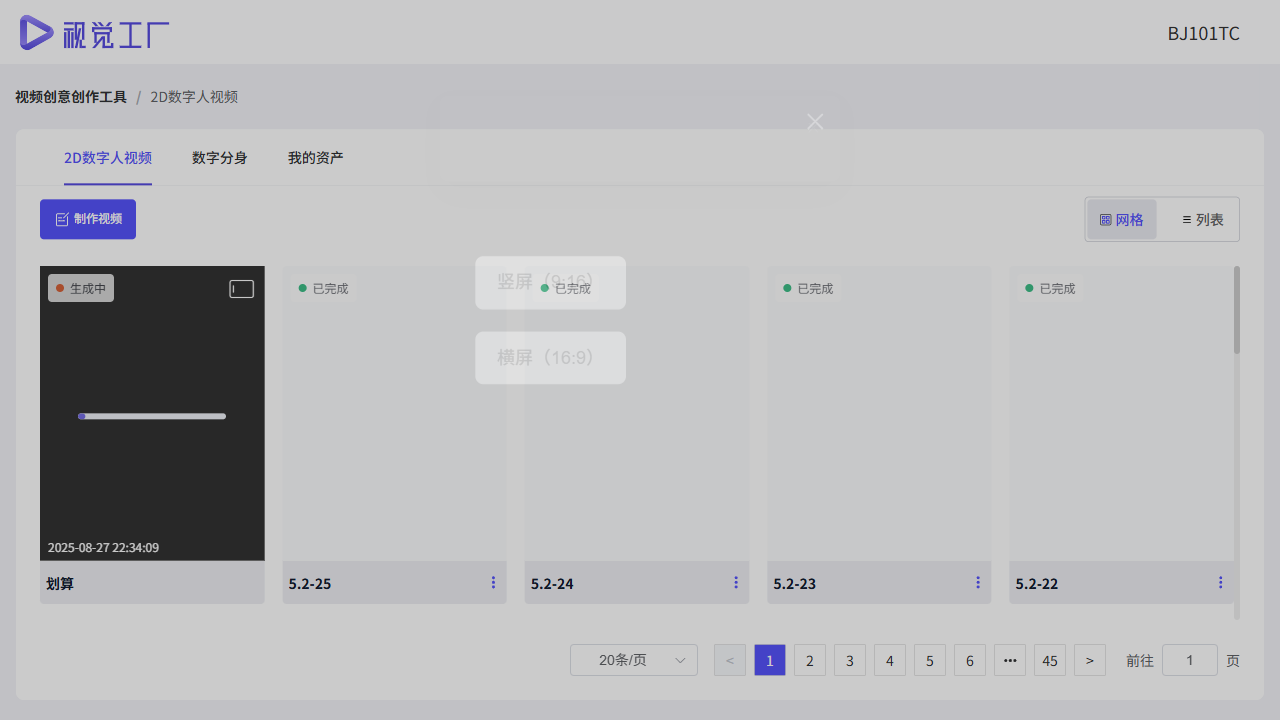 视觉工厂
BJ101TC
视频创意创作工具 / 2D数字人视频
2D数字人视频 数字分身 我的资产
制作视频
网格 列表
生成中 已完成 已完成 已完成 已完成
竖屏（9:16）
横屏（16:9）
2025-08-27 22:34:09
划算 5.2-25 5.2-24 5.2-23 5.2-22
20条/页 < 1 2 3 4 5 6 ••• 45 > 前往 1 页